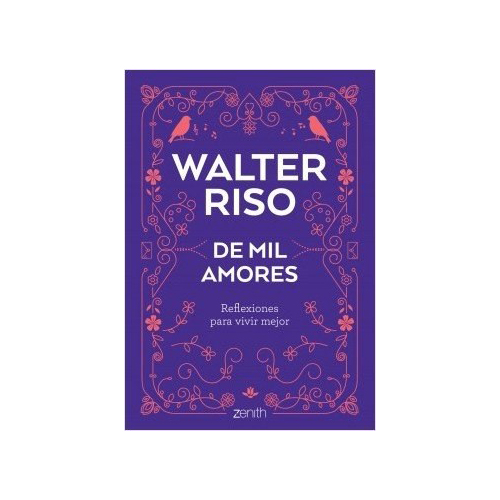 WALTER
RISO
DE MIL
AMORES
Reflexiones
para vivir mejor
zenith